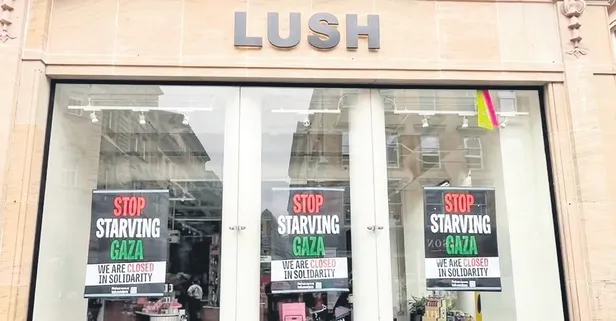 LUSH
STOP
STARVING
GAZA
WE ARE CLOSED
IN SOLIDARITY
STOP
STARVING
GAZA
WE ARE CLOSED
IN SOLIDARITY
STOP
STARVING
GAZA
WE ARE CLOSED
IN SOLIDARITY